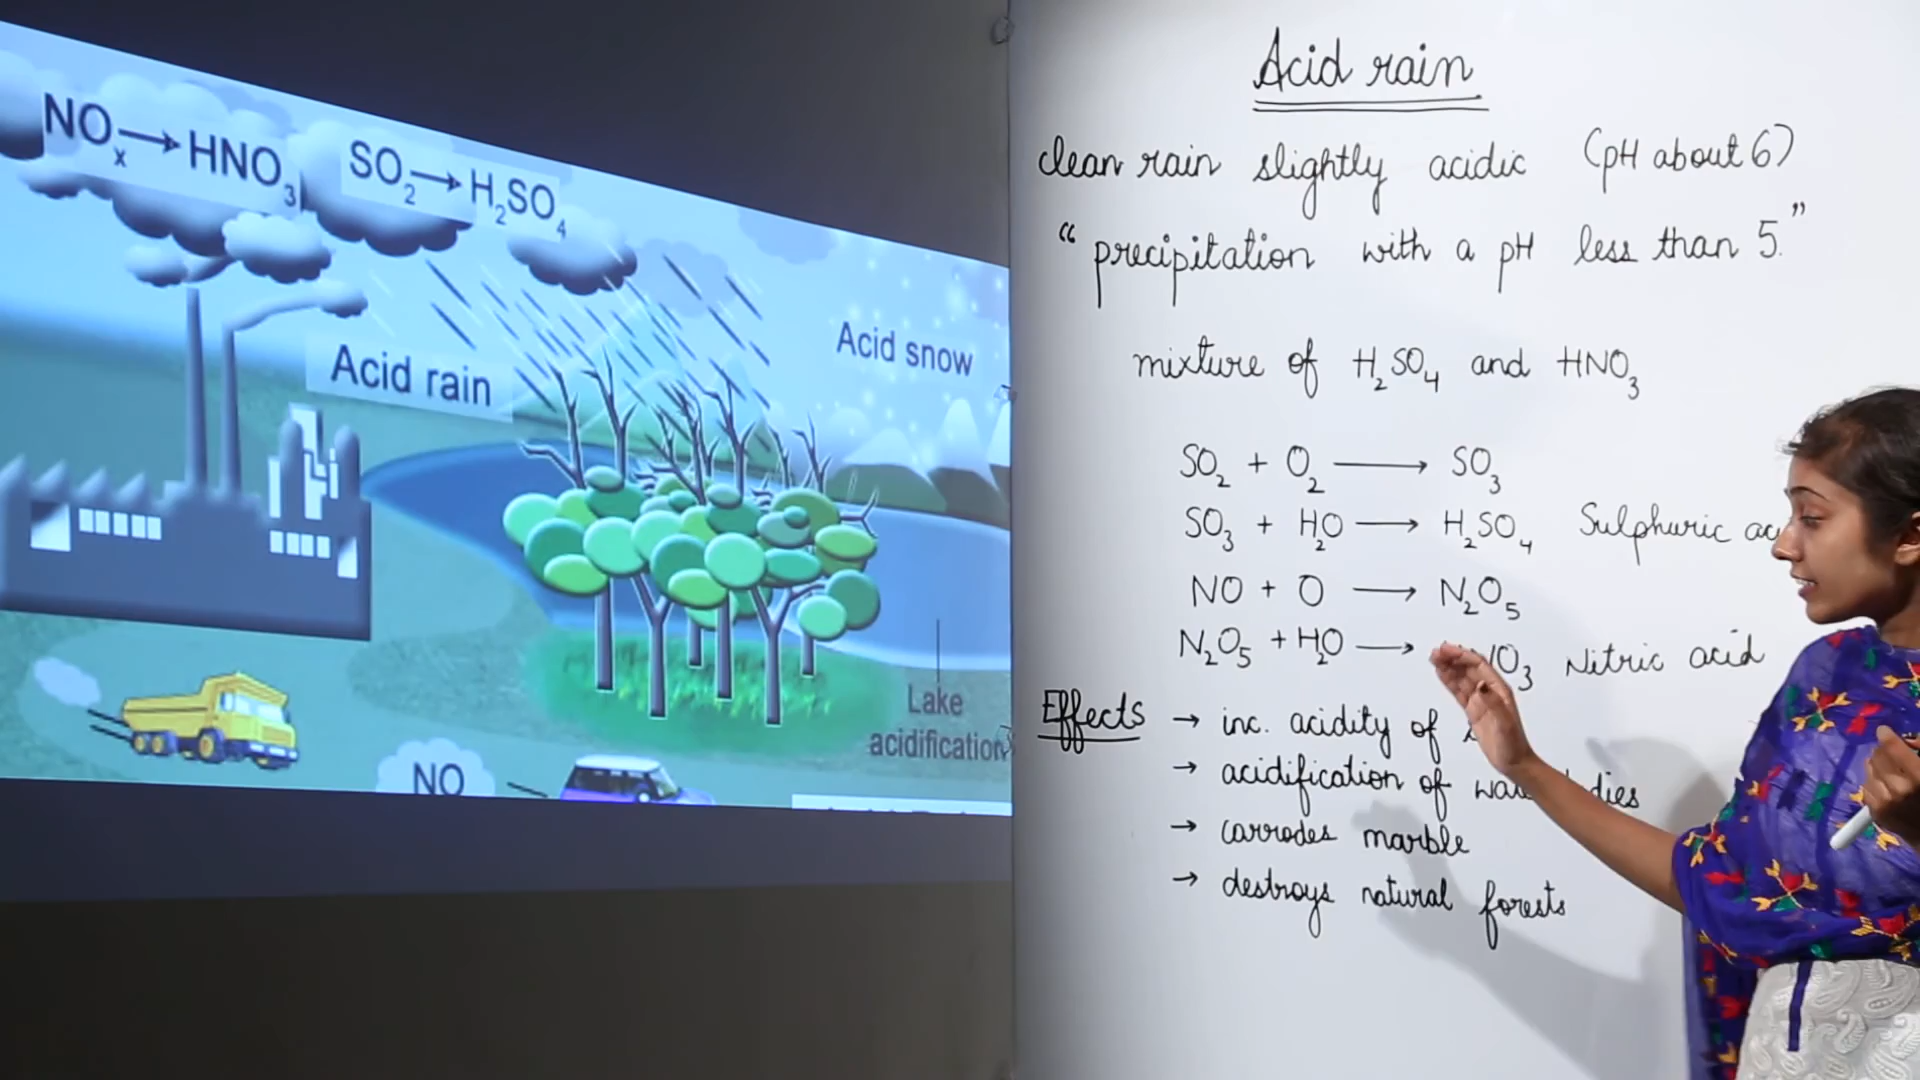 NOₓ→HNO₃
SO₂→H₂SO₄
Acid rain
Acid snow
Lake
acidification
NO
Acid rain
clean rain slightly acidic (pH about 6)
“precipitation with a pH less than 5.”
mixture of H₂SO₄ and HNO₃
SO₂ + O₂ → SO₃
SO₃ + H₂O → H₂SO₄ Sulphuric
NO + O → N₂O₅
N₂O₅ + H₂O → Nitric acid
Effects → inc. acidity of
→ acidification of
→ carrodes marble
→ destroys natural forests